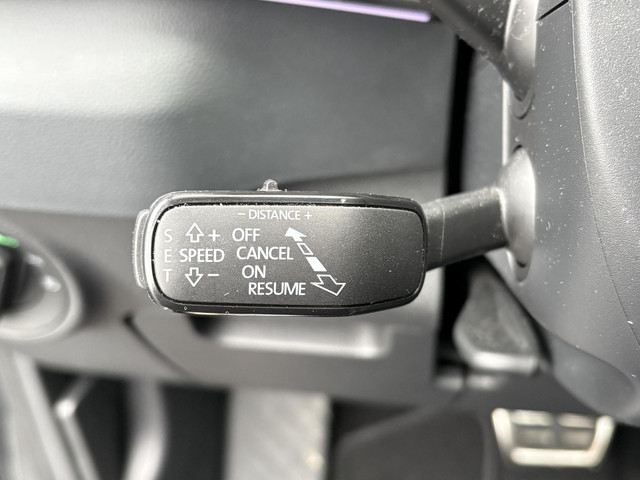 − DISTANCE +
S + OFF
E SPEED CANCEL
T − ON
RESUME